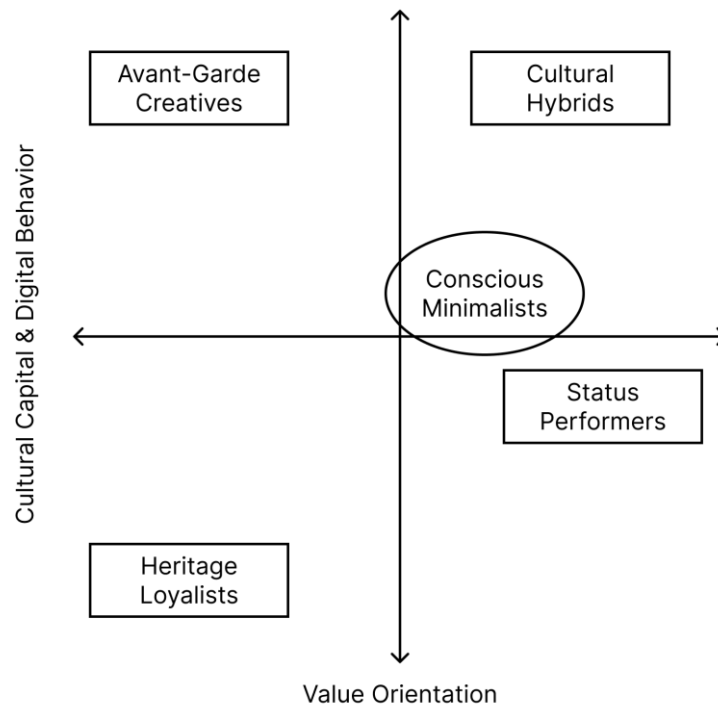 Avant-Garde
Creatives
Cultural
Hybrids
Cultural Capital & Digital Behavior
Conscious
Minimalists
Status
Performers
Heritage
Loyalists
Value Orientation